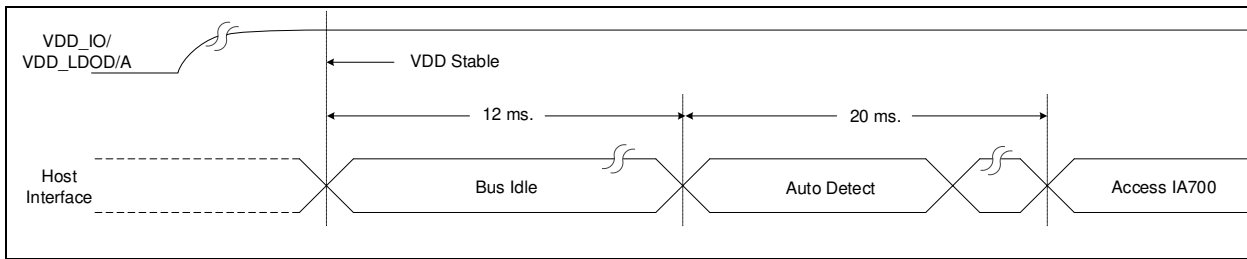 VDD_IO/
VDD_LDOD/A
VDD Stable
12 ms.
20 ms.
Host
Interface
Bus Idle
Auto Detect
Access IA700